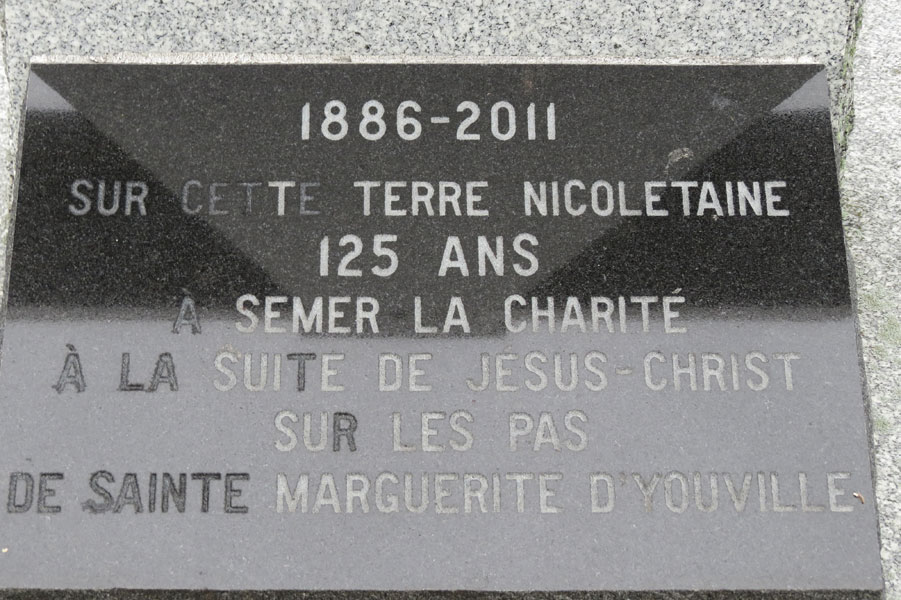 1886-2011
SUR CETTE TERRE NICOLETAINE
125 ANS
À SEMER LA CHARITÉ
À LA SUITE DE JESUS-CHRIST
SUR LES PAS
DE SAINTE MARGUERITE D'YOUVILLE